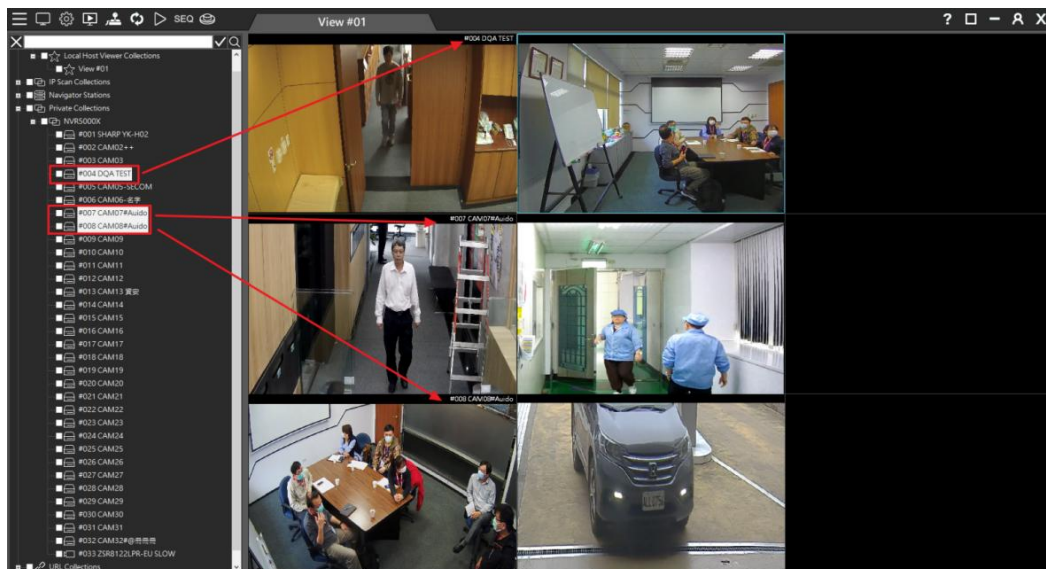 SEQ
View #01
?
X
Local Host Viewer Collections
View #01
IP Scan Collections
Navigator Stations
Private Collections
NVR5000X
#001 SHARP YK-H02
#002 CAM02++
#003 CAM03
#004 DQA TEST
#005 CAM05-SECOM
#006 CAM06-名字
#007 CAM07#Auido
#008 CAM08#Auido
#009 CAM09
#010 CAM10
#011 CAM11
#012 CAM12
#013 CAM13 資安
#014 CAM14
#015 CAM15
#016 CAM16
#017 CAM17
#018 CAM18
#019 CAM19
#020 CAM20
#021 CAM21
#022 CAM22
#023 CAM23
#024 CAM24
#025 CAM25
#026 CAM26
#027 CAM27
#028 CAM28
#029 CAM29
#030 CAM30
#031 CAM31
#032 CAM32#@
#033 ZSR8122LPR-EU SLOW
URL Collections
#004 DQA TEST
#007 CAM07#Auido
#008 CAM08#Auido